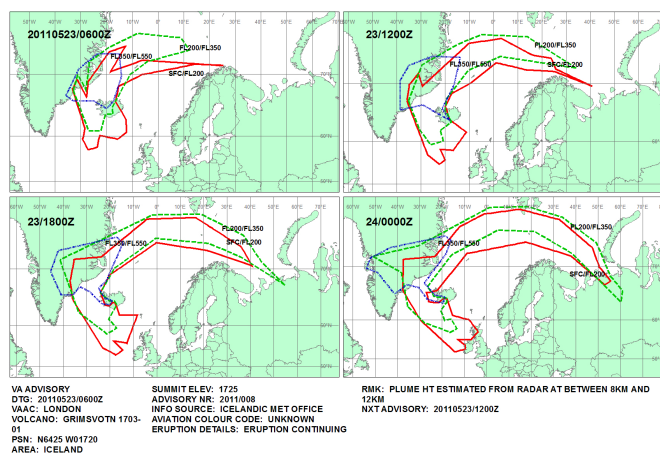 20110523/0600Z
FL200/FL350
FL350/FL550
SFC/FL200
23/1200Z
FL200/FL350
FL350/FL550
SFC/FL200
23/1800Z
FL200/FL350
FL350/FL550
SFC/FL200
24/0000Z
FL200/FL350
FL350/FL550
SFC/FL200
VA ADVISORY
DTG: 20110523/0600Z
VAAC: LONDON
VOLCANO: GRIMSVOTN 1703-
01
PSN: N6425 W01720
AREA: ICELAND
SUMMIT ELEV: 1725
ADVISORY NR: 2011/008
INFO SOURCE: ICELANDIC MET OFFICE
AVIATION COLOUR CODE: UNKNOWN
ERUPTION DETAILS: ERUPTION CONTINUING
RMK: PLUME HT ESTIMATED FROM RADAR AT BETWEEN 8KM AND
12KM
NXT ADVISORY: 20110523/1200Z